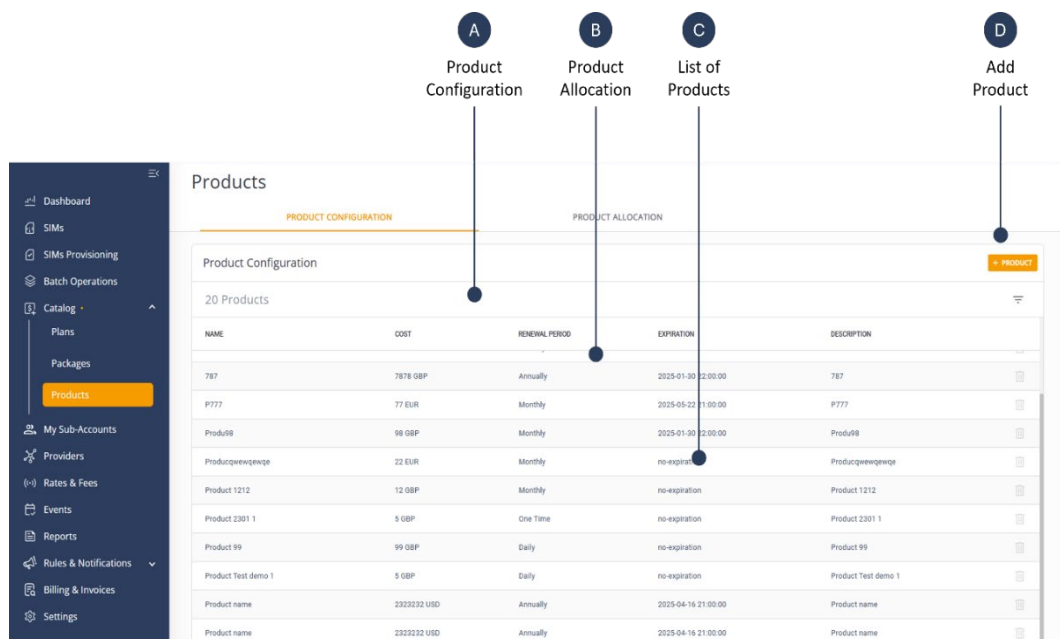 A
B
C
D
Product
Configuration
Product
Allocation
List of
Products
Add
Product
Dashboard
SIMs
SIMs Provisioning
Batch Operations
Catalog
Plans
Packages
Products
My Sub-Accounts
Providers
Rates & Fees
Events
Reports
Rules & Notifications
Billing & Invoices
Settings
Products
PRODUCT CONFIGURATION PRODUCT ALLOCATION
Product Configuration + PRODUCT
20 Products
NAME COST RENEWAL PERIOD EXPIRATION DESCRIPTION
787 7878 GBP Annually 2025-01-30 22:00:00 787
P777 77 EUR Monthly 2025-05-22 21:00:00 P777
Produ98 98 GBP Monthly 2025-01-30 22:00:00 Produ98
Producqwewqewqe 22 EUR Monthly no-expiration Producqwewqewqe
Product 1212 12 GBP Monthly no-expiration Product 1212
Product 2301 1 5 GBP One Time no-expiration Product 2301 1
Product 99 99 GBP Daily no-expiration Product 99
Product Test demo 1 5 GBP Daily no-expiration Product Test demo 1
Product name 2323232 USD Annually 2025-04-16 21:00:00 Product name
Product name 2323232 USD Annually 2025-04-16 21:00:00 Product name